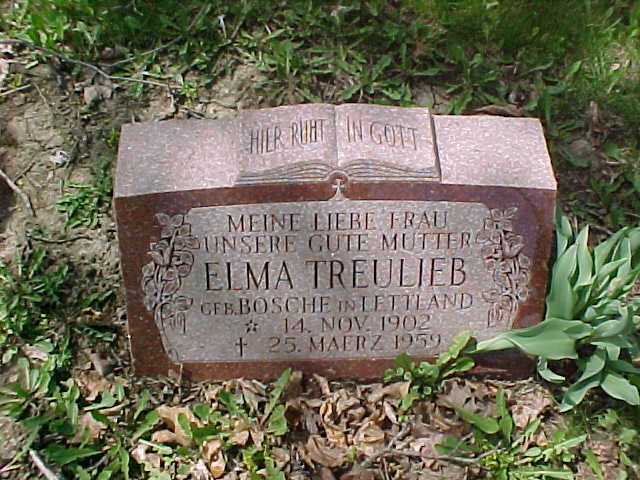 HIER RUHT IN GOTT
MEINE LIEBE FRAU
UNSERE GUTE MUTTER
ELMA TREULIEB
GEB. BOSCHE IN LETTLAND
* 14. NOV. 1902
† 25. MAERZ 1959